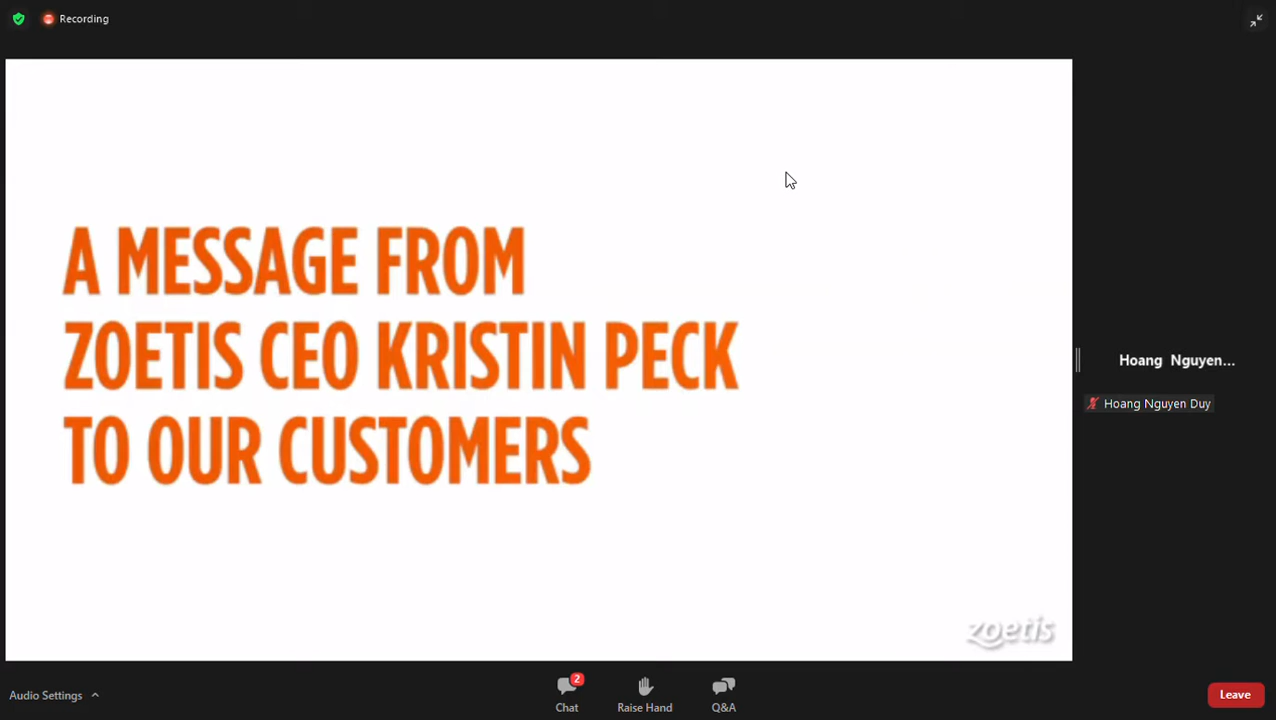 Recording
A MESSAGE FROM
ZOETIS CEO KRISTIN PECK
TO OUR CUSTOMERS
zoetis
Hoang Nguyen...
Hoang Nguyen Duy
Audio Settings
2
Chat
Raise Hand
Q&A
Leave